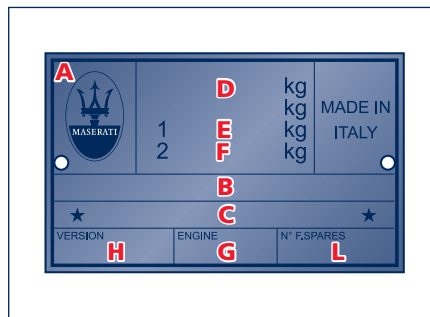 A
D kg
kg
MASERATI
1 E kg
2 F kg
MADE IN
ITALY
B
C
VERSION
H
ENGINE
G
N° F.SPARES
L